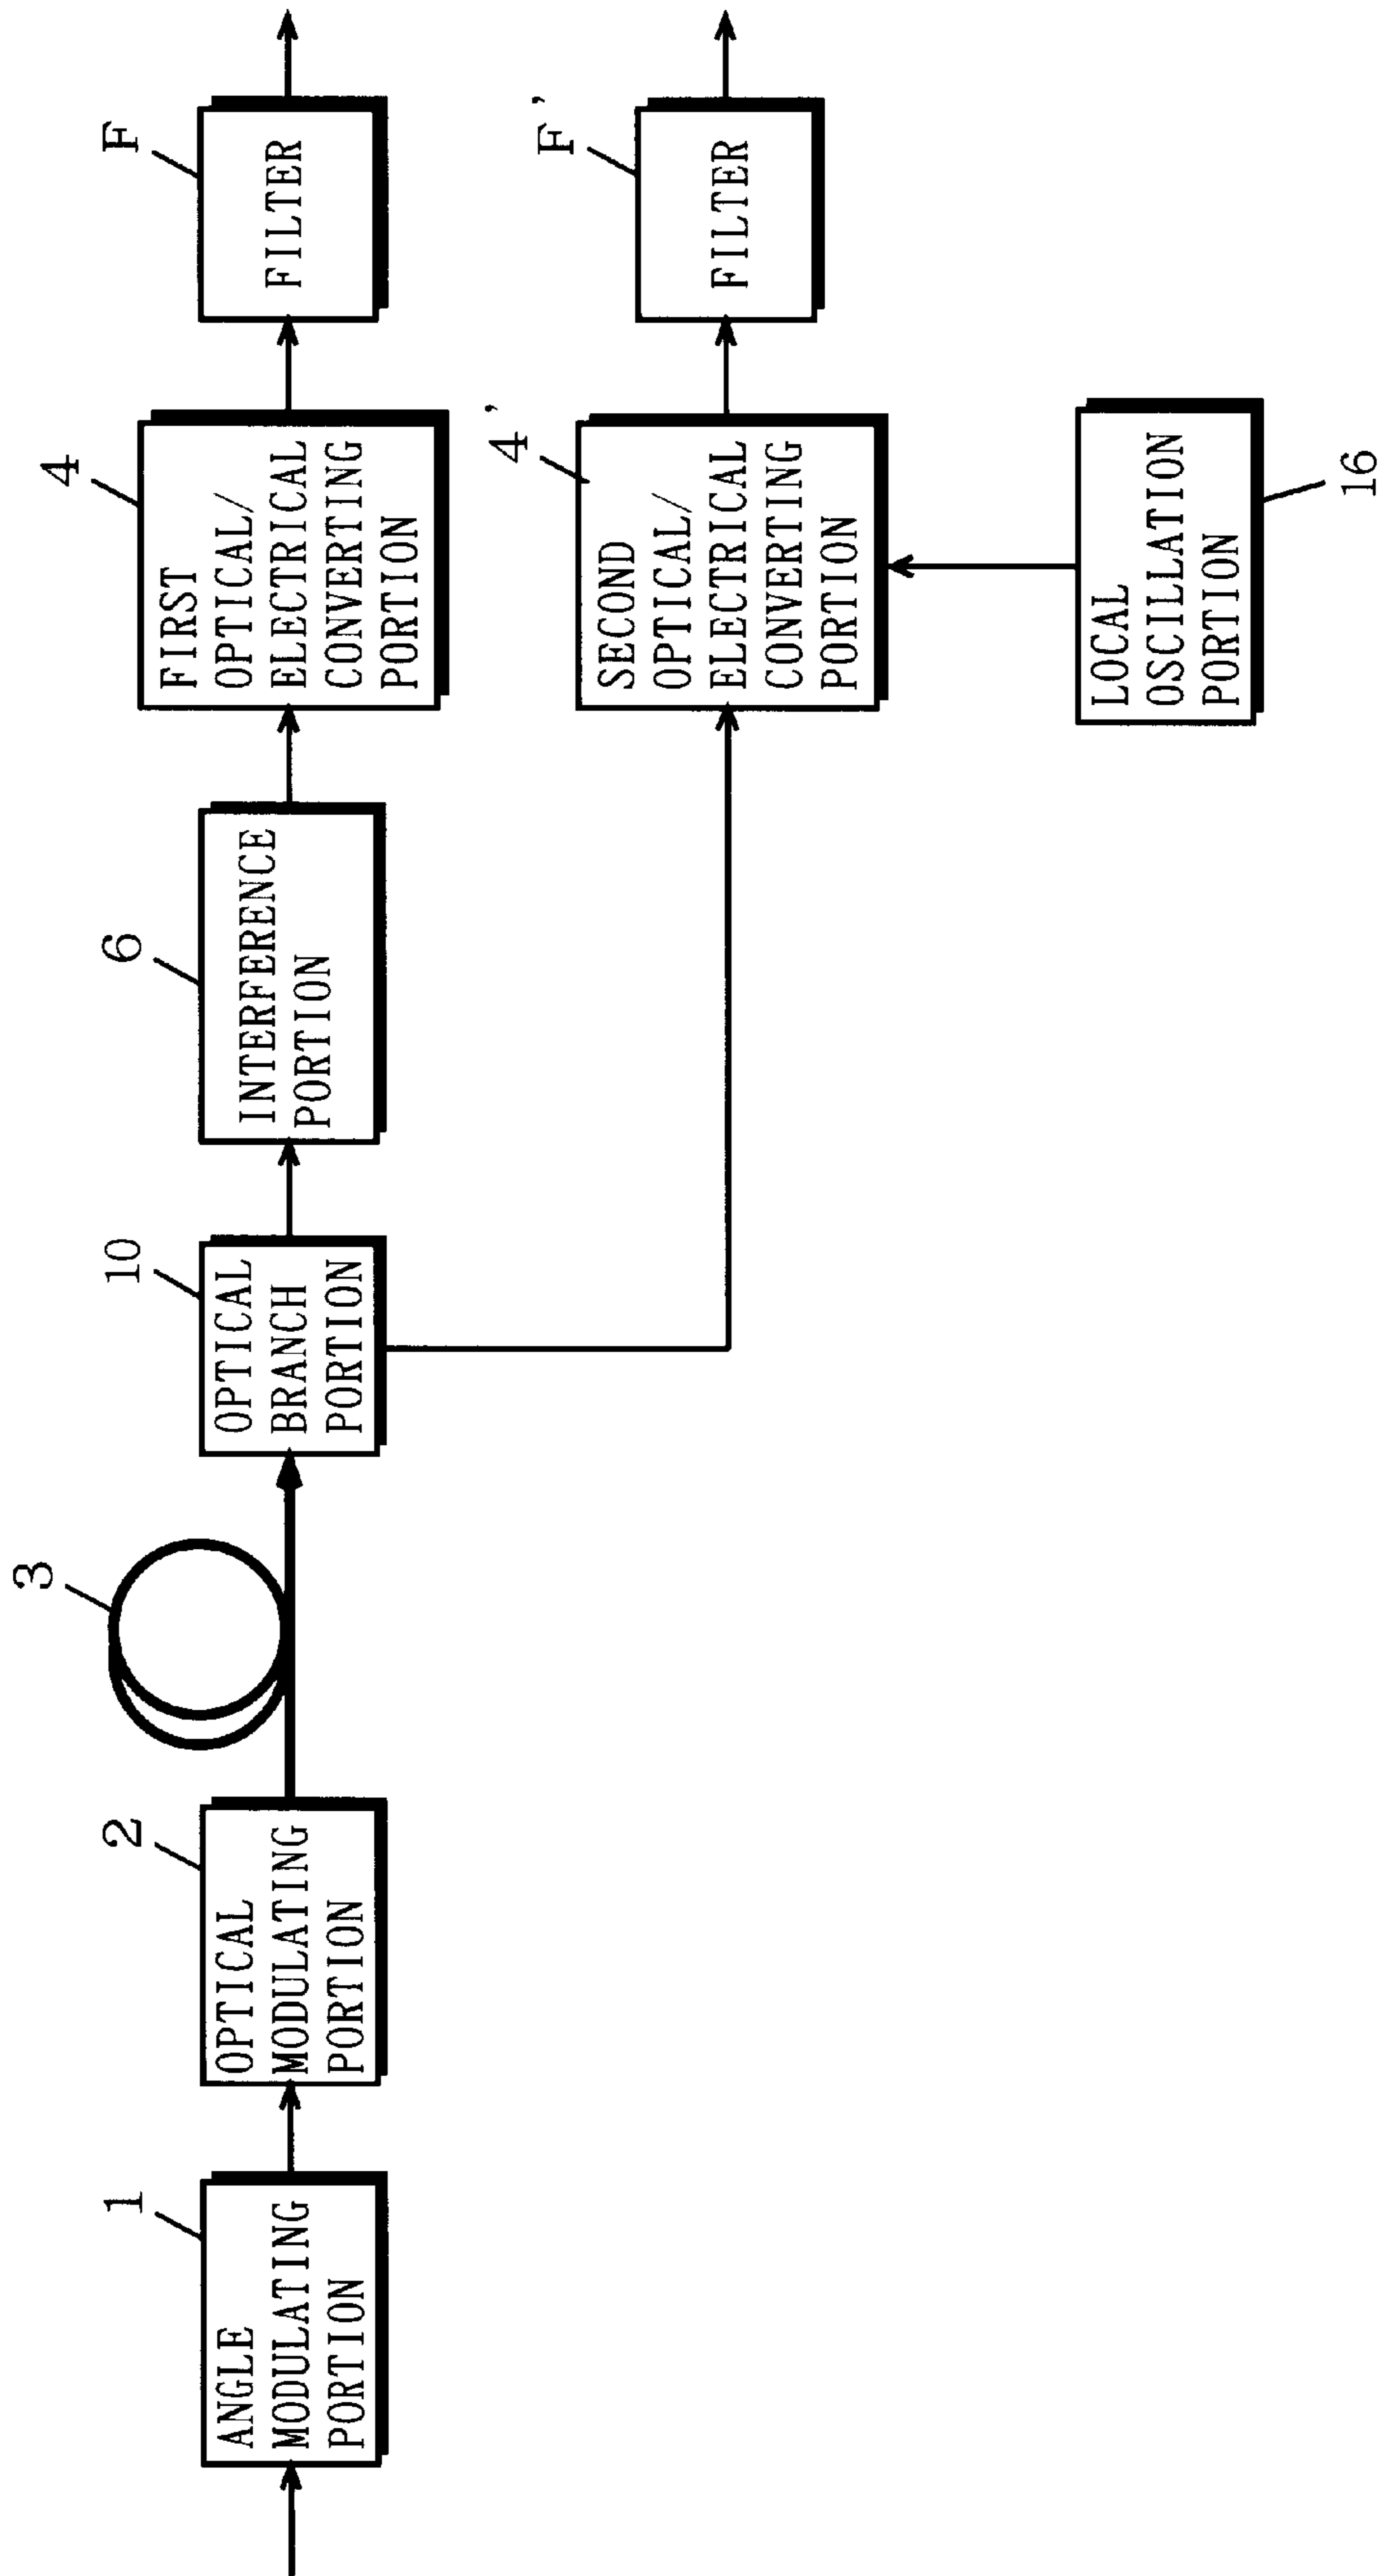 1
ANGLE
MODULATING
PORTION
2
OPTICAL
MODULATING
PORTION
3
10
OPTICAL
BRANCH
PORTION
6
INTERFERENCE
PORTION
4
FIRST
OPTICAL/
ELECTRICAL
CONVERTING
PORTION
F
FILTER
4'
SECOND
OPTICAL/
ELECTRICAL
CONVERTING
PORTION
F'
FILTER
LOCAL
OSCILLATION
PORTION
16